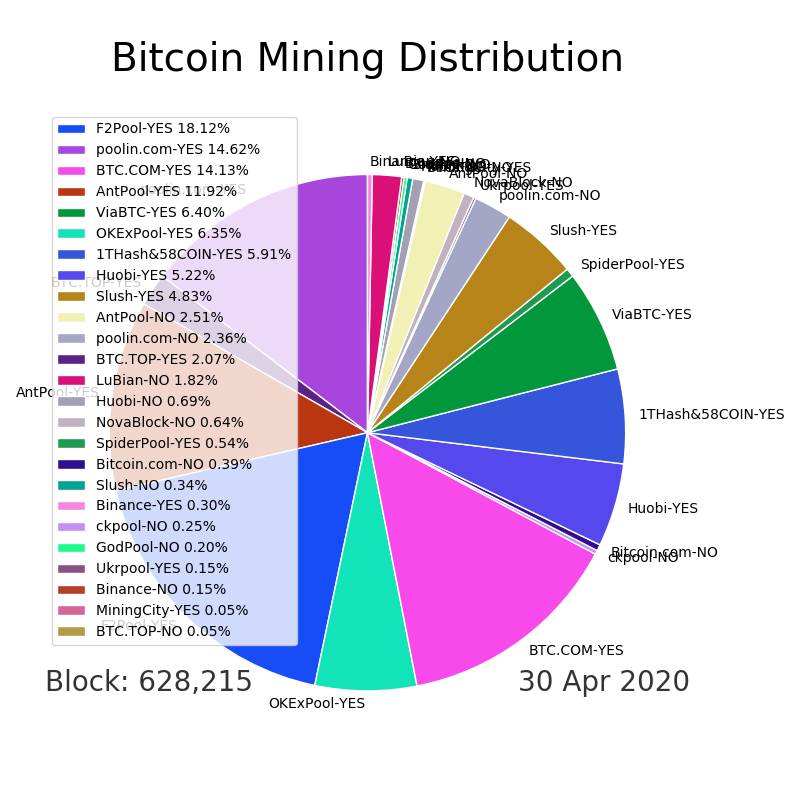 Bitcoin Mining Distribution
F2Pool-YES 18.12%
poolin.com-YES 14.62%
BTC.COM-YES 14.13%
AntPool-YES 11.92%
ViaBTC-YES 6.40%
OKExPool-YES 6.35%
1THash&58COIN-YES 5.91%
Huobi-YES 5.22%
Slush-YES 4.83%
AntPool-NO 2.51%
poolin.com-NO 2.36%
BTC.TOP-YES 2.07%
LuBian-NO 1.82%
Huobi-NO 0.69%
NovaBlock-NO 0.64%
SpiderPool-YES 0.54%
Bitcoin.com-NO 0.39%
Slush-NO 0.34%
Binance-YES 0.30%
ckpool-NO 0.25%
GodPool-NO 0.20%
Ukrpool-YES 0.15%
Binance-NO 0.15%
MiningCity-YES 0.05%
BTC.TOP-NO 0.05%
AntPool-NO
NovaBlock-NO
Ukrpool-YES
poolin.com-NO
Slush-YES
SpiderPool-YES
ViaBTC-YES
1THash&58COIN-YES
Huobi-YES
Bitcoin.com-NO
ckpool-NO
BTC.COM-YES
OKExPool-YES
F2Pool-YES
AntPool-YES
BTC.TOP-YES
Block: 628,215
30 Apr 2020